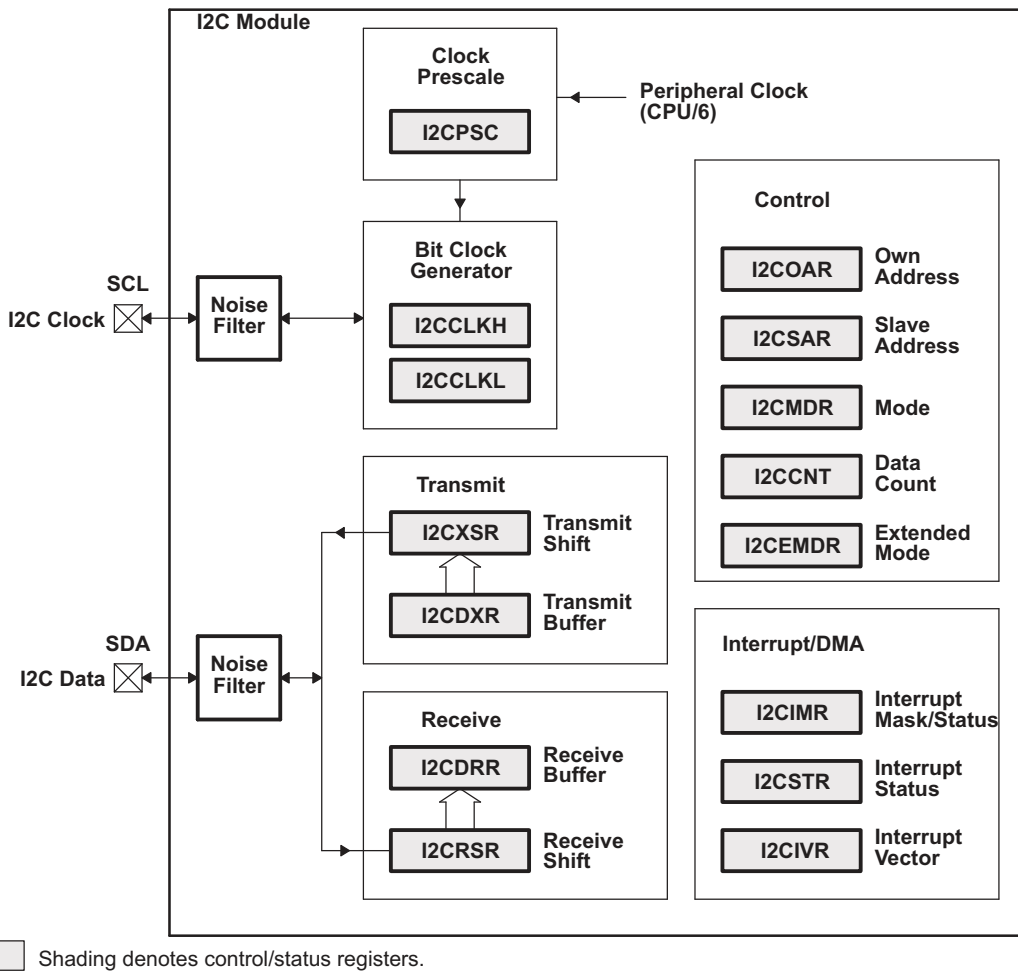 I2C Module
Clock
Prescale
I2CPSC
Peripheral Clock
(CPU/6)
Bit Clock
Generator
I2CCLKH
I2CCLKL
SCL
I2C Clock
Noise
Filter
Control
I2COAR
Own
Address
I2CSAR
Slave
Address
I2CMDR
Mode
I2CCNT
Data
Count
I2CEMDR
Extended
Mode
Transmit
I2CXSR
Transmit
Shift
I2CDXR
Transmit
Buffer
SDA
I2C Data
Noise
Filter
Receive
I2CDRR
Receive
Buffer
I2CRSR
Receive
Shift
Interrupt/DMA
I2CIMR
Interrupt
Mask/Status
I2CSTR
Interrupt
Status
I2CIVR
Interrupt
Vector
Shading denotes control/status registers.